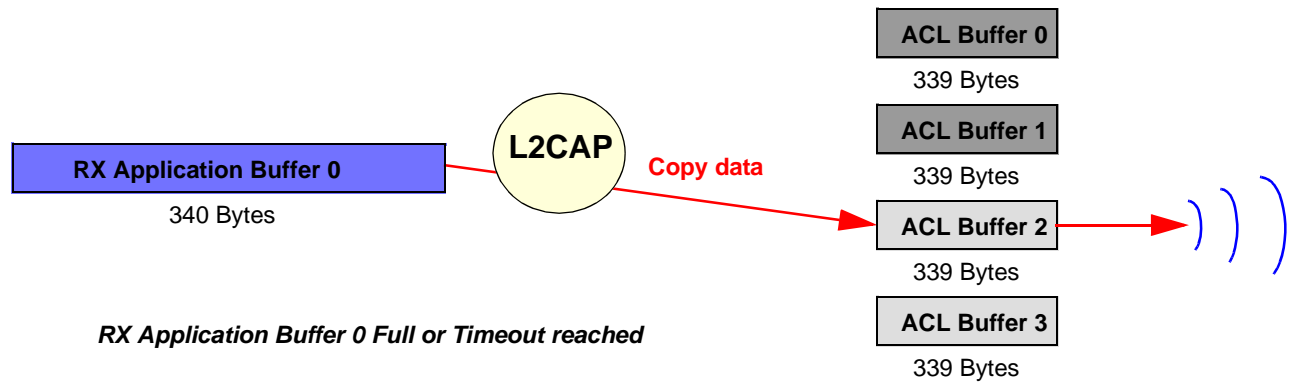 ACL Buffer 0
339 Bytes
ACL Buffer 1
339 Bytes
L2CAP
Copy data
RX Application Buffer 0
340 Bytes
ACL Buffer 2
339 Bytes
ACL Buffer 3
339 Bytes
RX Application Buffer 0 Full or Timeout reached